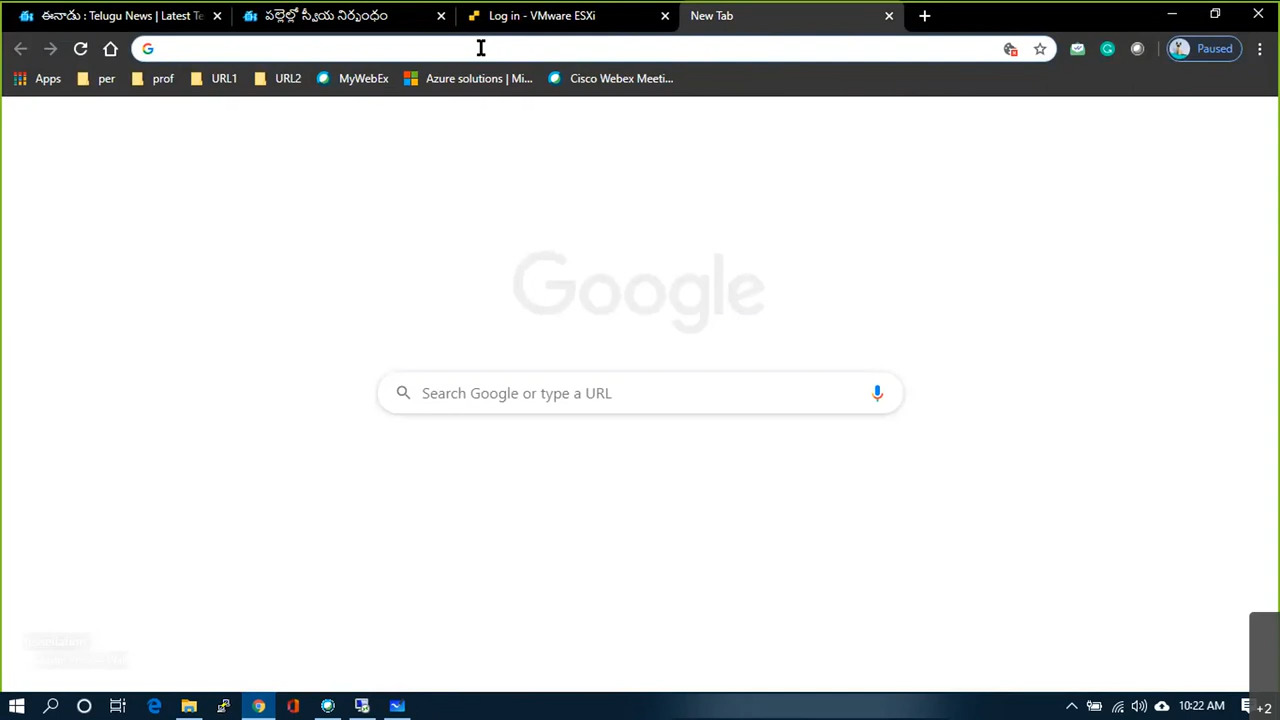 ఈనాడు : Telugu News | Latest Te
పల్లెల్లో స్వీయ నిర్బంధం
Log in - VMware ESXi
New Tab
Paused
Apps
per
prof
URL1
URL2
MyWebEx
Azure solutions | Mi...
Cisco Webex Meeti...
Google
Search Google or type a URL
10:22 AM
+2